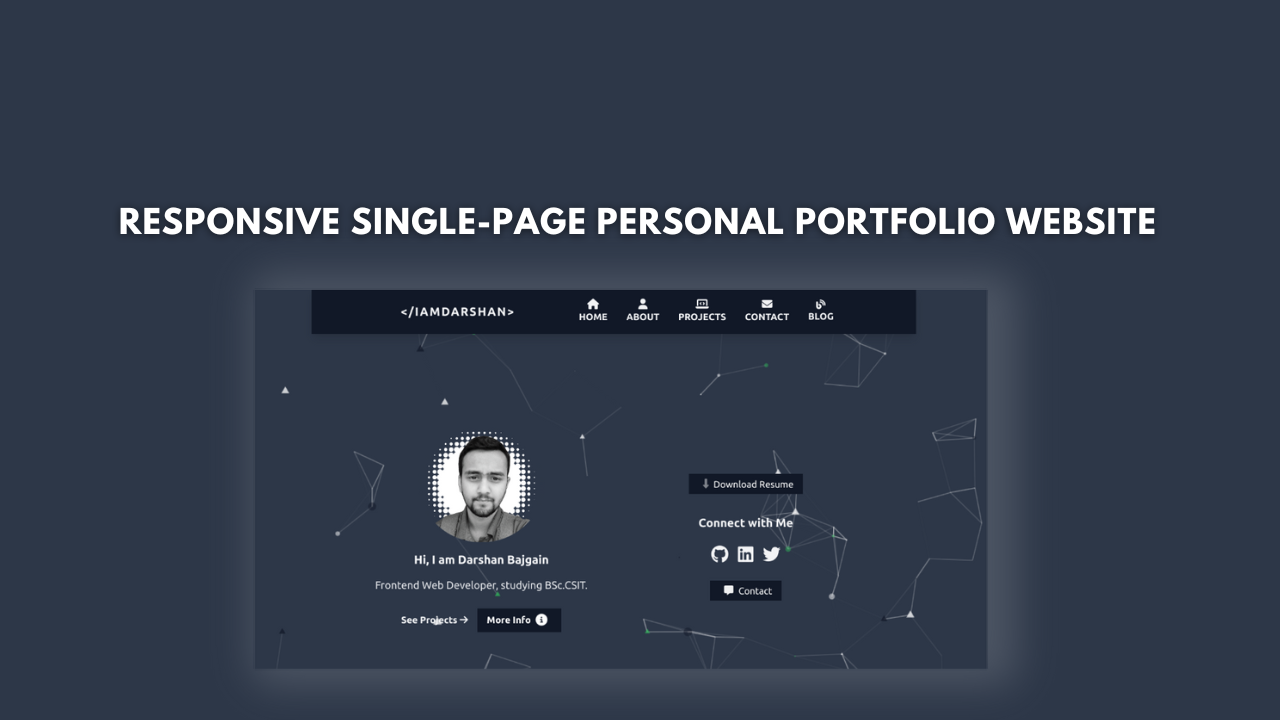 RESPONSIVE SINGLE-PAGE PERSONAL PORTFOLIO WEBSITE
</IAMDARSHAN>
HOME ABOUT PROJECTS CONTACT BLOG
Hi, I am Darshan Bajgain
Frontend Web Developer, studying BSc.CSIT.
See Projects → More Info
Download Resume
Connect with Me
Contact